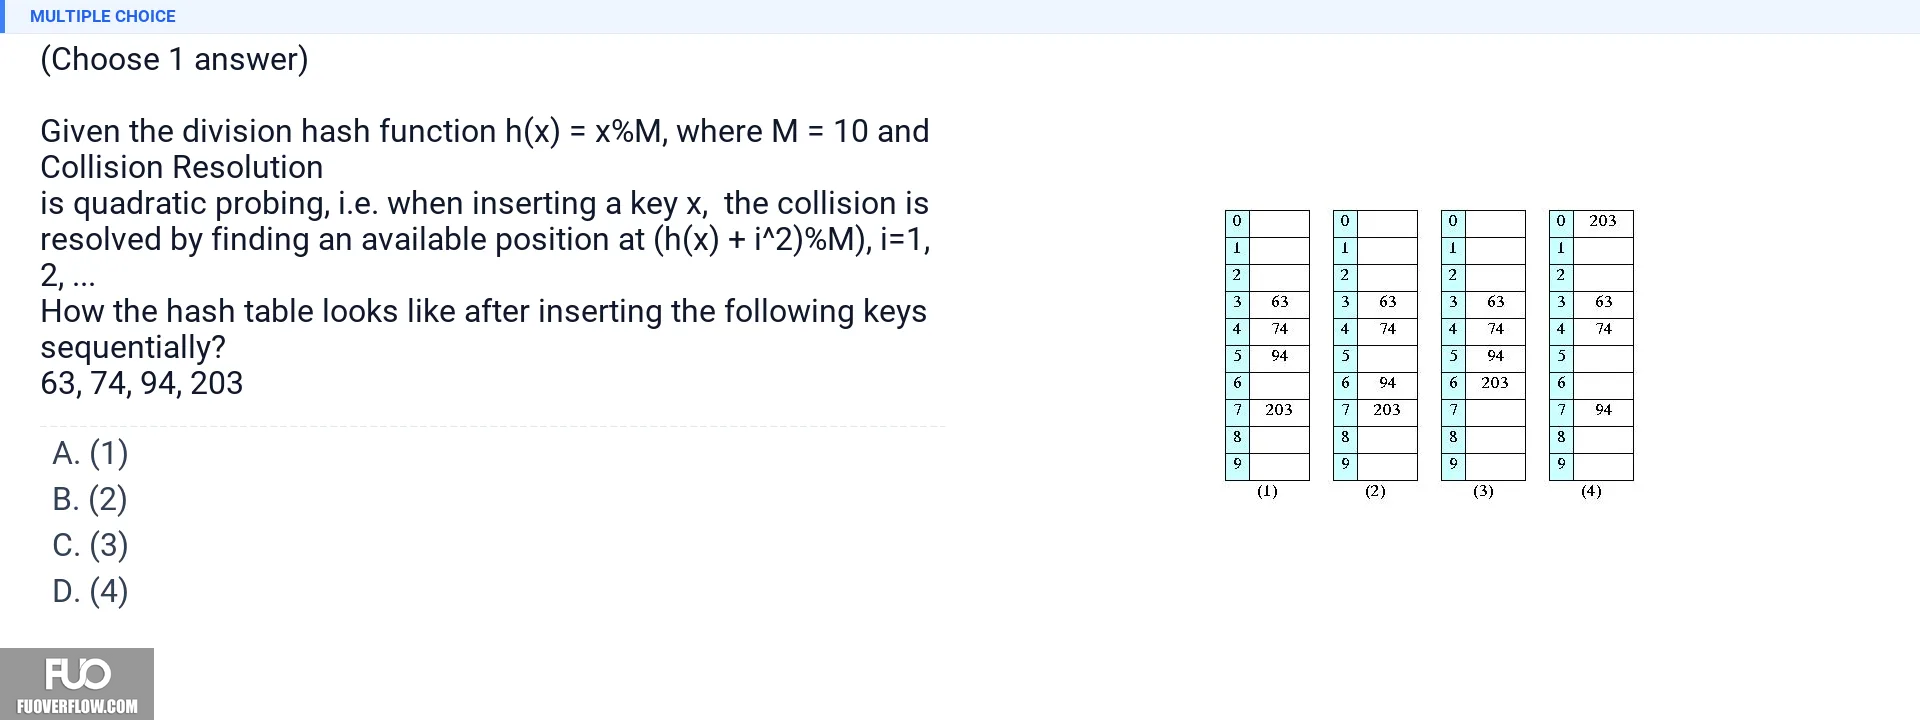 MULTIPLE CHOICE
(Choose 1 answer)
Given the division hash function h(x) = x%M, where M = 10 and
Collision Resolution
is quadratic probing, i.e. when inserting a key x,  the collision is
resolved by finding an available position at (h(x) + i^2)%M), i=1,
2, ...
How the hash table looks like after inserting the following keys
sequentially?
63, 74, 94, 203
A. (1)
B. (2)
C. (3)
D. (4)
0 0 0 0 203
1 1 1 1
2 2 2 2
3 63 3 63 3 63 3 63
4 74 4 74 4 74 4 74
5 94 5 5 94 5
6 6 94 6 203 6
7 203 7 203 7 7 94
8 8 8 8
9 9 9 9
(1) (2) (3) (4)
FUO
FUOVERFLOW.COM